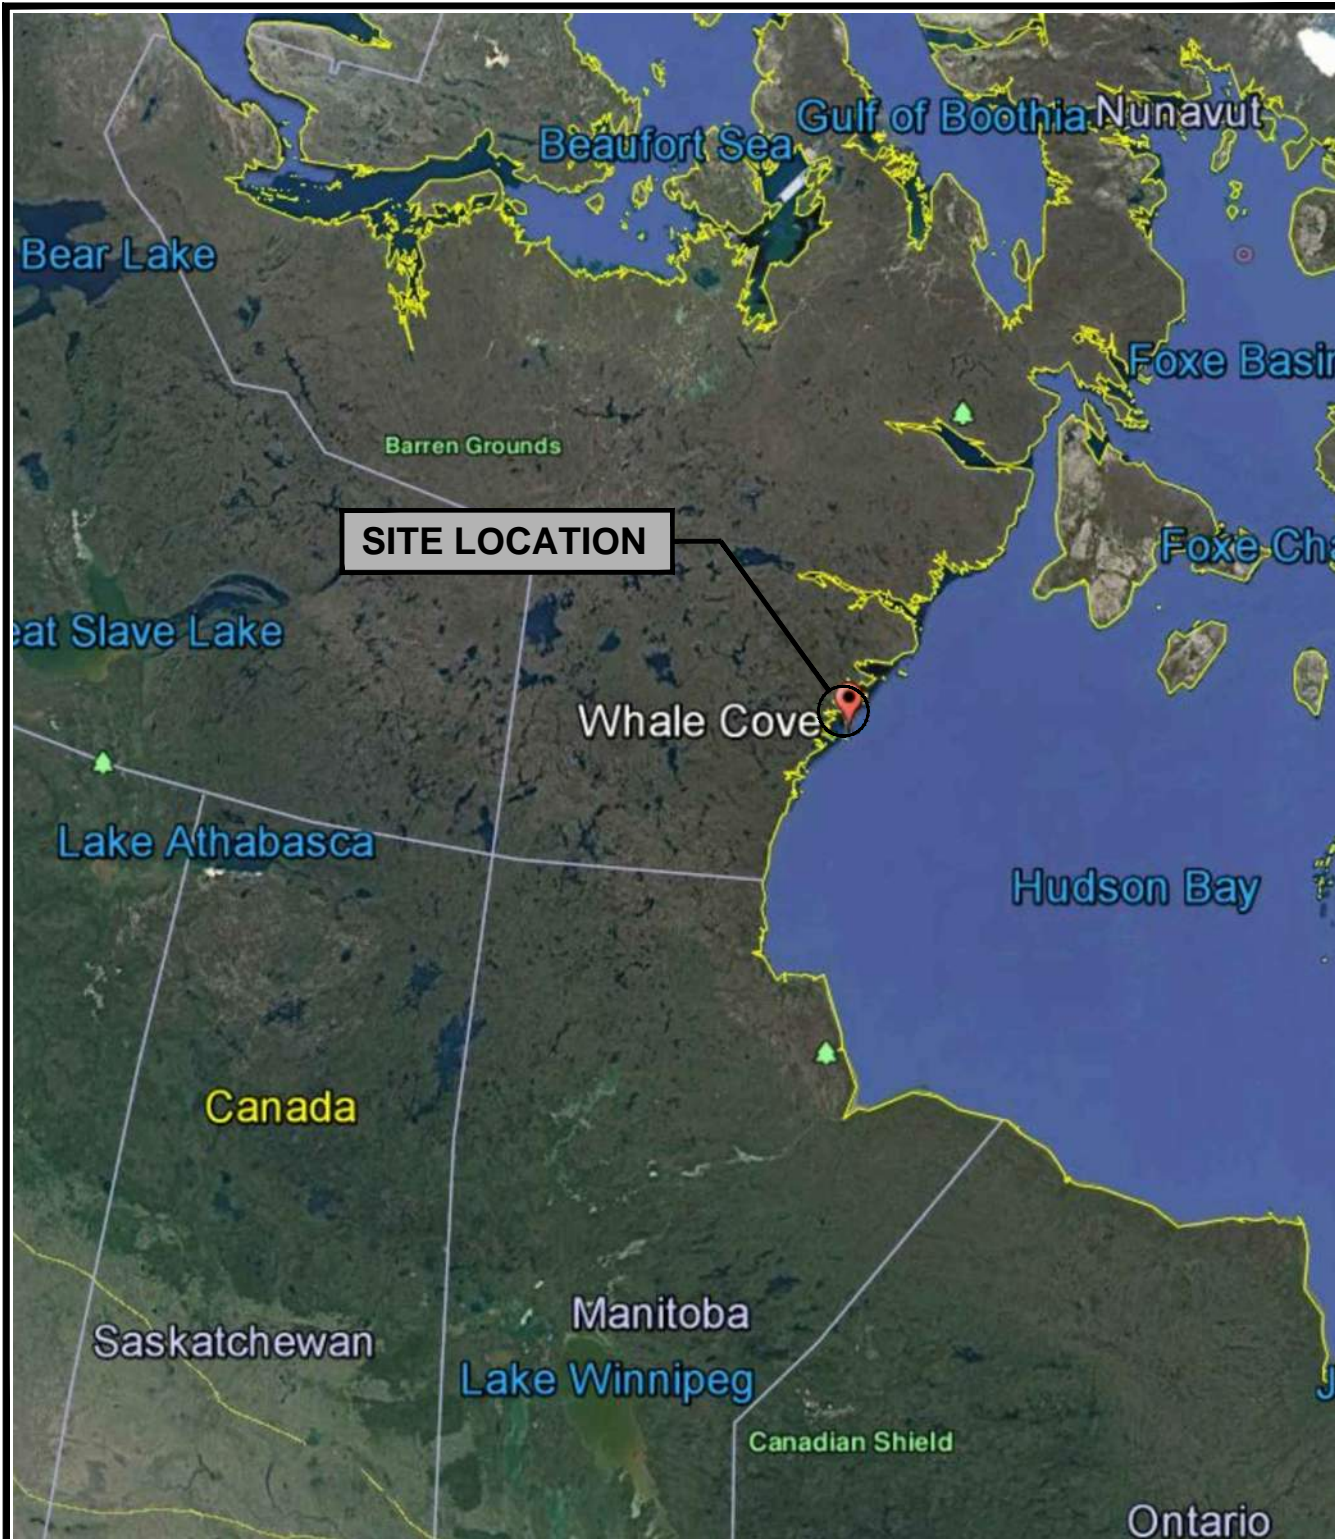 Gulf of Boothia
Nunavut
Beaufort Sea
Bear Lake
Foxe Basin
Barren Grounds
SITE LOCATION
Foxe Cha
eat Slave Lake
Whale Cove
Lake Athabasca
Hudson Bay
Canada
Manitoba
Saskatchewan
Lake Winnipeg
J
Canadian Shield
Ontario